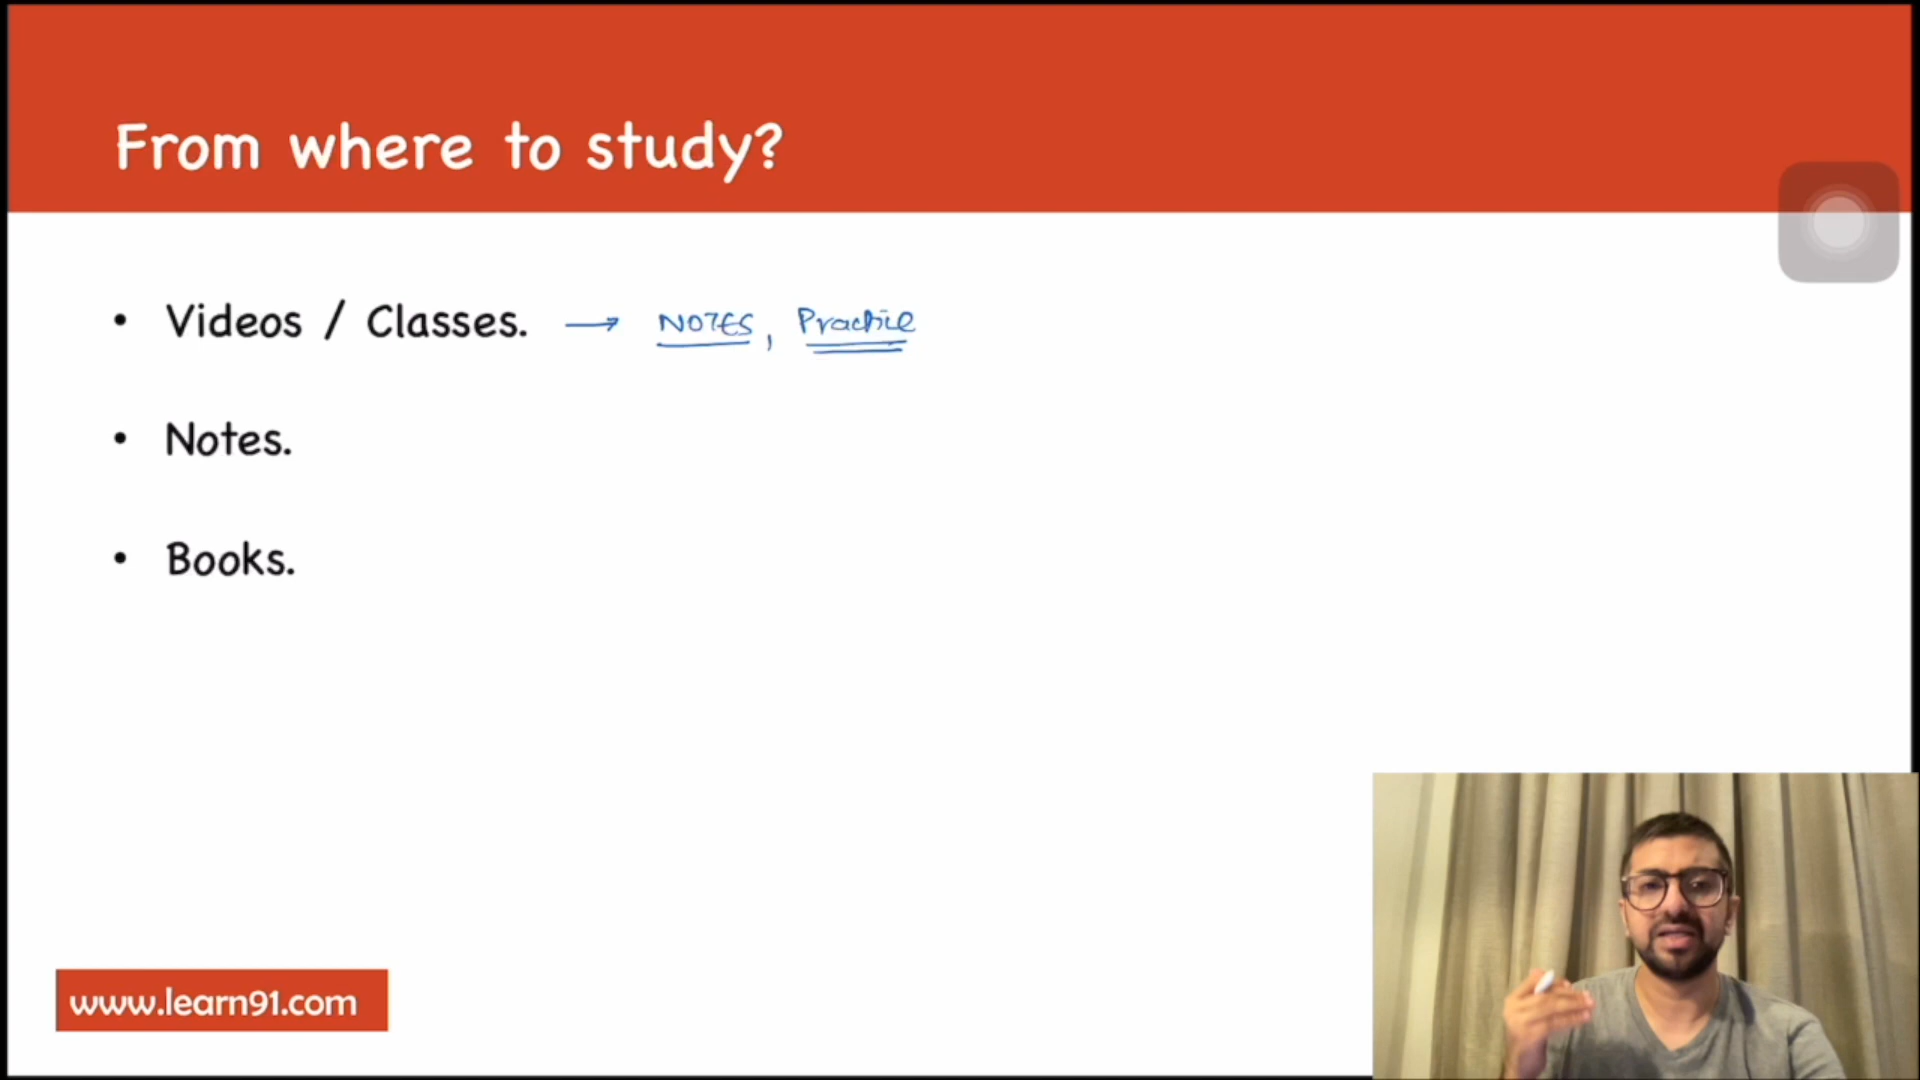 From where to study?
• Videos / Classes. → NOTES, Practice
• Notes.
• Books.
www.learn91.com